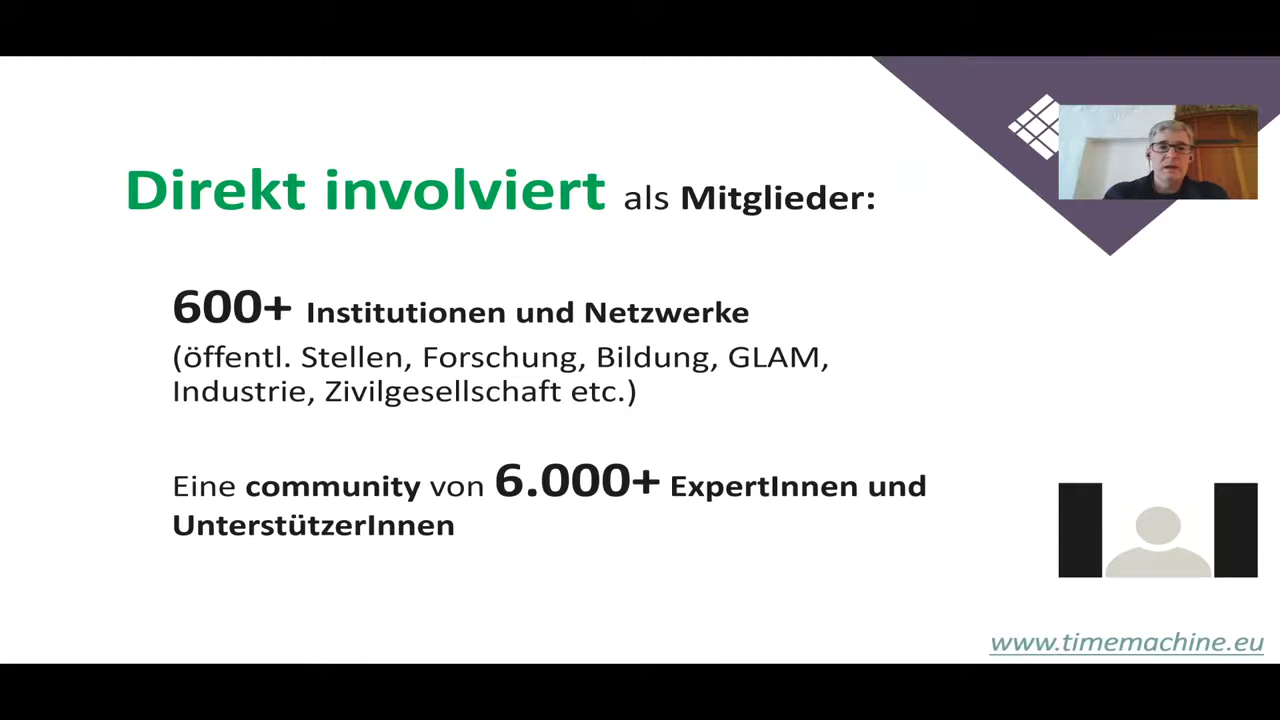 Direkt involviert als Mitglieder:
600+ Institutionen und Netzwerke
(öffentl. Stellen, Forschung, Bildung, GLAM,
Industrie, Zivilgesellschaft etc.)
Eine community von 6.000+ ExpertInnen und
UnterstützerInnen
www.timemachine.eu